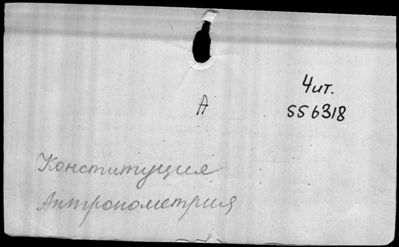 Чит.
556318
А
Конституция
Антропометрия